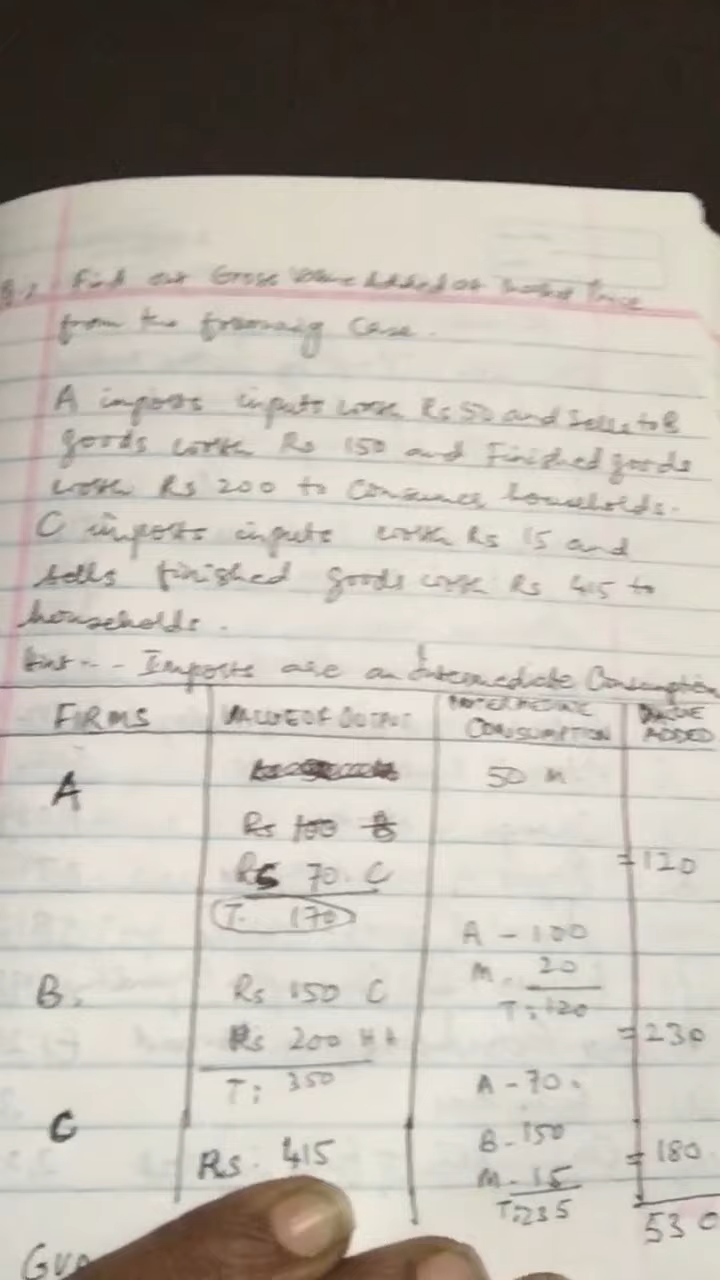 Find out Gross Value Added at Market Price
from the following Case.
A imports inputs worth Rs 50 and sells to B
goods worth Rs 150 and Finished goods
worth Rs 200 to Consumer households.
C imports inputs worth Rs 15 and
sells finished goods worth Rs 415 to
households.
Hint -- Imports are an Intermediate Consumption
FIRMS VALUE OF OUTPUT INTERMEDIATE CONSUMPTION VALUE ADDED
A 50 M
Rs 100 B
Rs 70. C = 120
T. 170
A - 100
M. 20
B. Rs 150 C T: 120
Rs 200 HH = 230
T: 350 A - 70.
C B - 150
Rs. 415 M - 15 = 180
T: 235 530